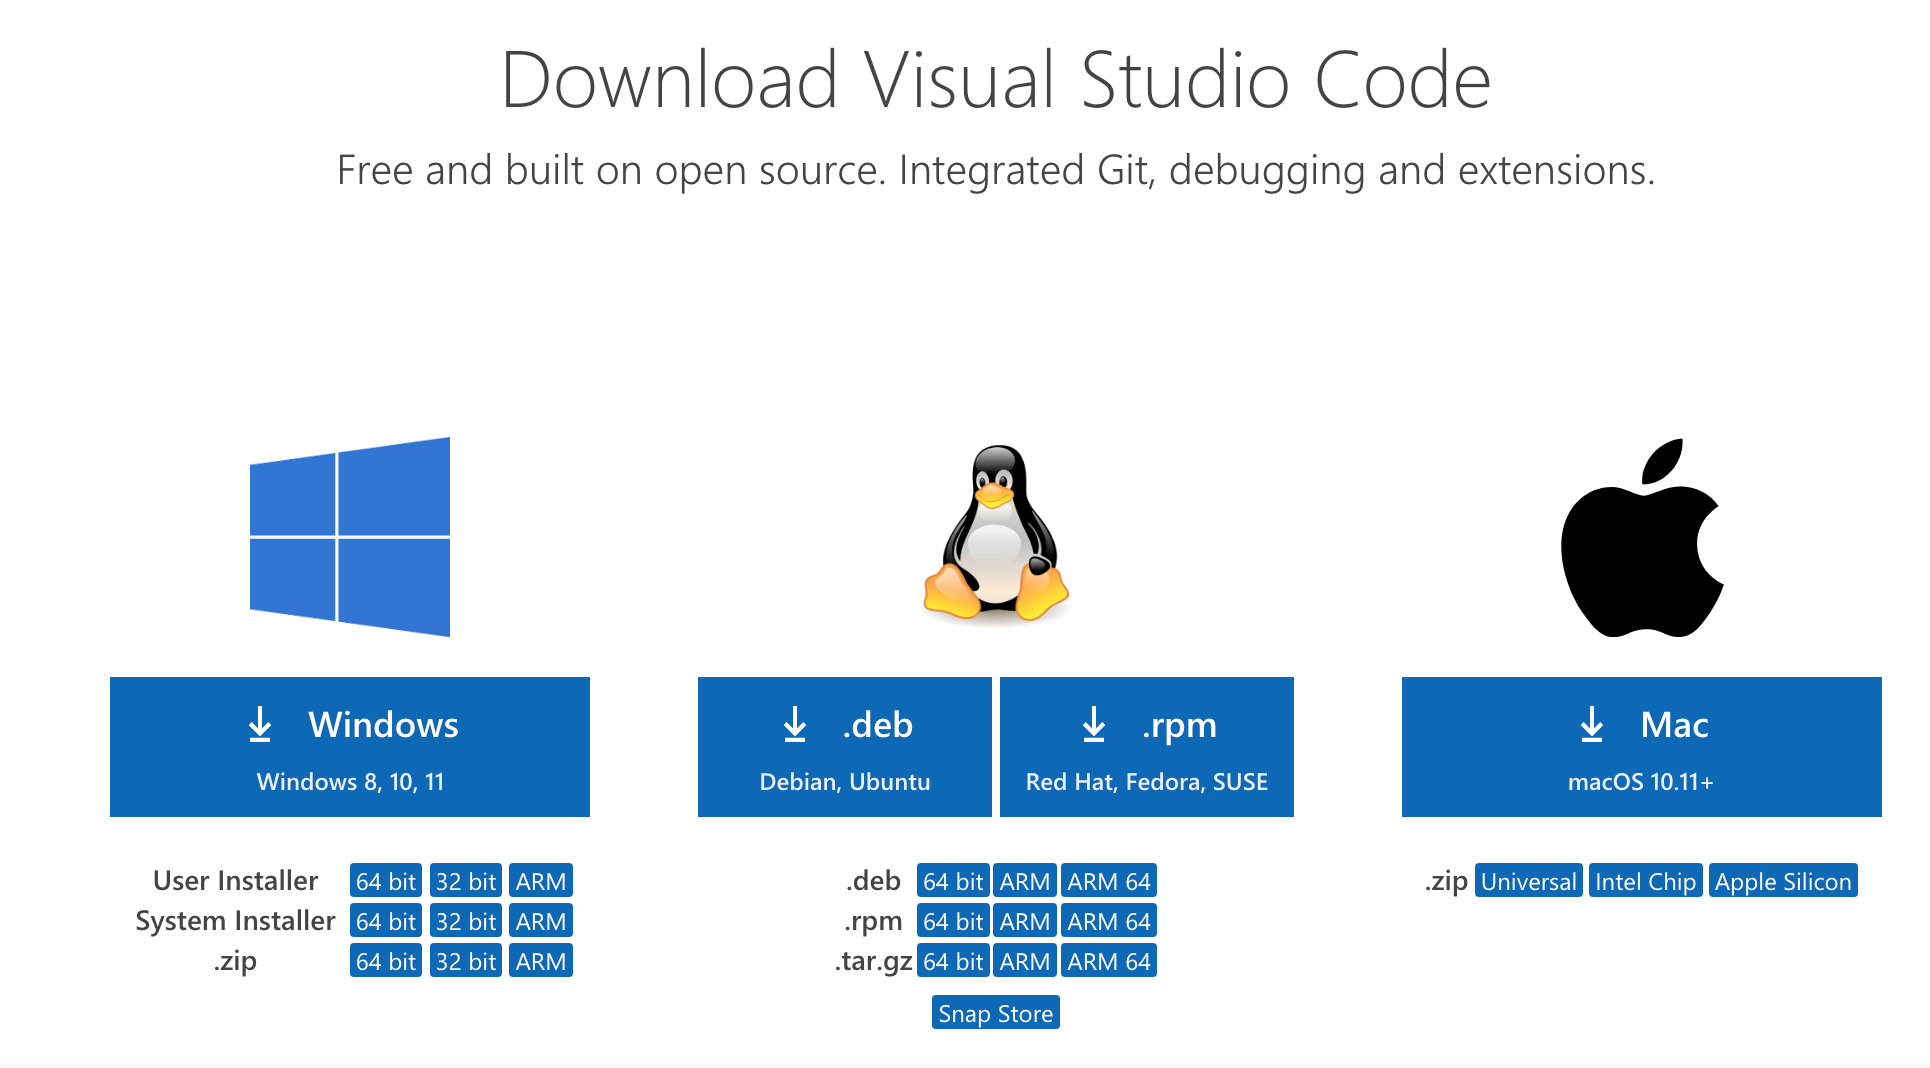 Download Visual Studio Code
Free and built on open source. Integrated Git, debugging and extensions.
Windows
Windows 8, 10, 11
User Installer 64 bit 32 bit ARM
System Installer 64 bit 32 bit ARM
.zip 64 bit 32 bit ARM
.deb
Debian, Ubuntu
.rpm
Red Hat, Fedora, SUSE
.deb 64 bit ARM ARM 64
.rpm 64 bit ARM ARM 64
.tar.gz 64 bit ARM ARM 64
Snap Store
Mac
macOS 10.11+
.zip Universal Intel Chip Apple Silicon